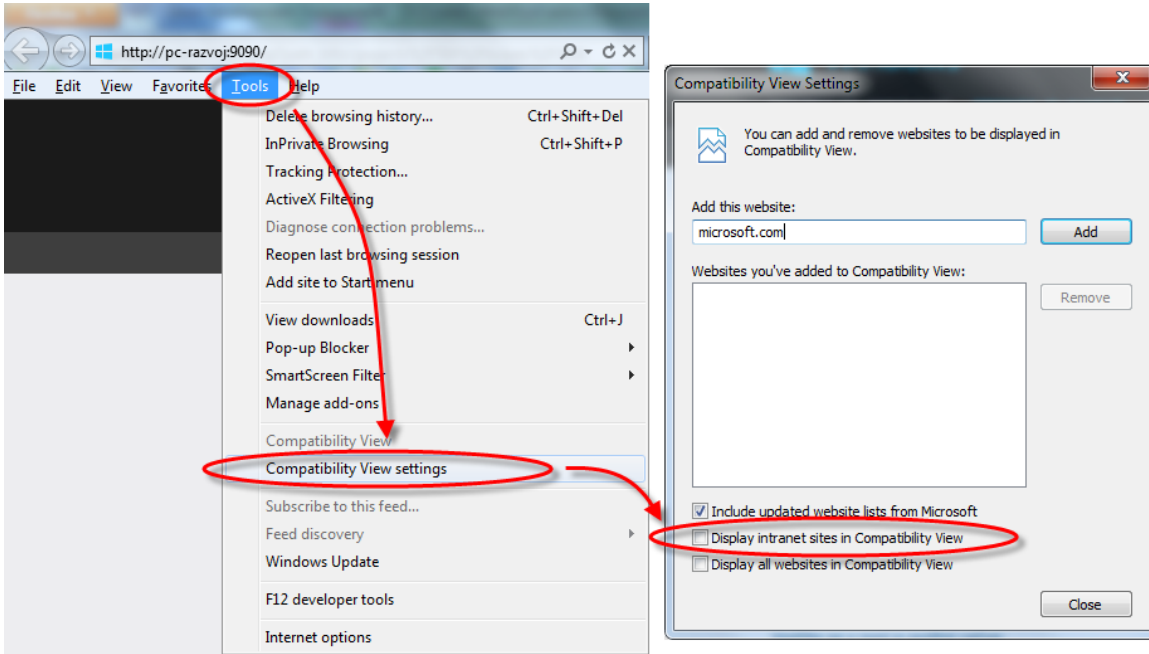 http://pc-razvoj:9090/
File Edit View Favorites Tools Help
Delete browsing history... Ctrl+Shift+Del
InPrivate Browsing Ctrl+Shift+P
Tracking Protection...
ActiveX Filtering
Diagnose connection problems...
Reopen last browsing session
Add site to Start menu
View downloads Ctrl+J
Pop-up Blocker
SmartScreen Filter
Manage add-ons
Compatibility View
Compatibility View settings
Subscribe to this feed...
Feed discovery
Windows Update
F12 developer tools
Internet options
Compatibility View Settings
You can add and remove websites to be displayed in
Compatibility View.
Add this website:
microsoft.com
Add
Websites you've added to Compatibility View:
Remove
Include updated website lists from Microsoft
Display intranet sites in Compatibility View
Display all websites in Compatibility View
Close